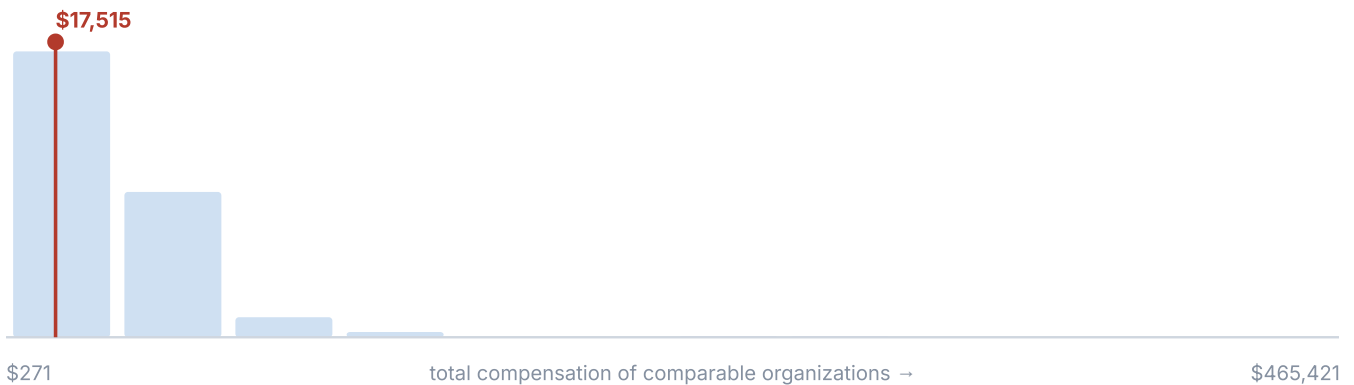 $17,515
$271 total compensation of comparable organizations → $465,421